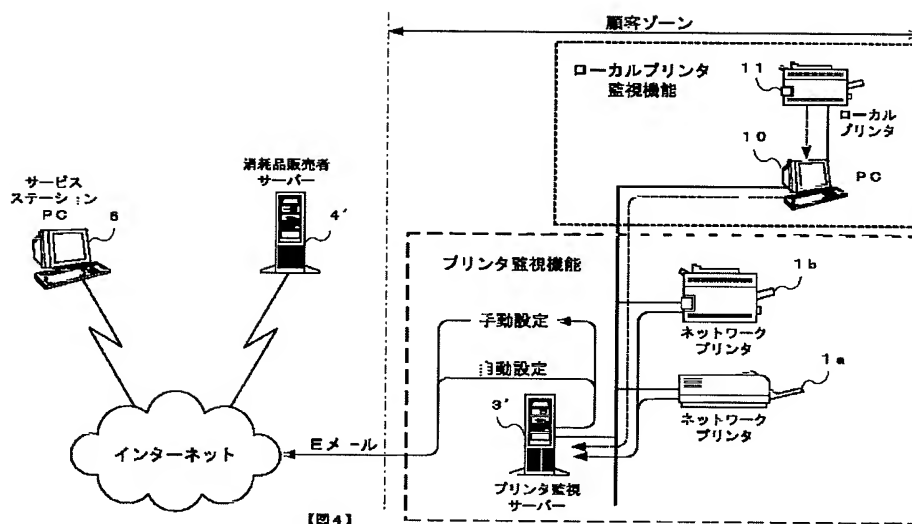 顧客ゾーン
ローカルプリンタ
監視機能
11
ローカル
プリンタ
10
PC
消耗品販売者
サーバー
4'
サービス
ステーション
PC
6
プリンタ監視機能
1b
ネットワーク
プリンタ
手動設定
自動設定
1a
ネットワーク
プリンタ
3'
Eメール
インターネット
プリンタ監視
サーバー
【図4】